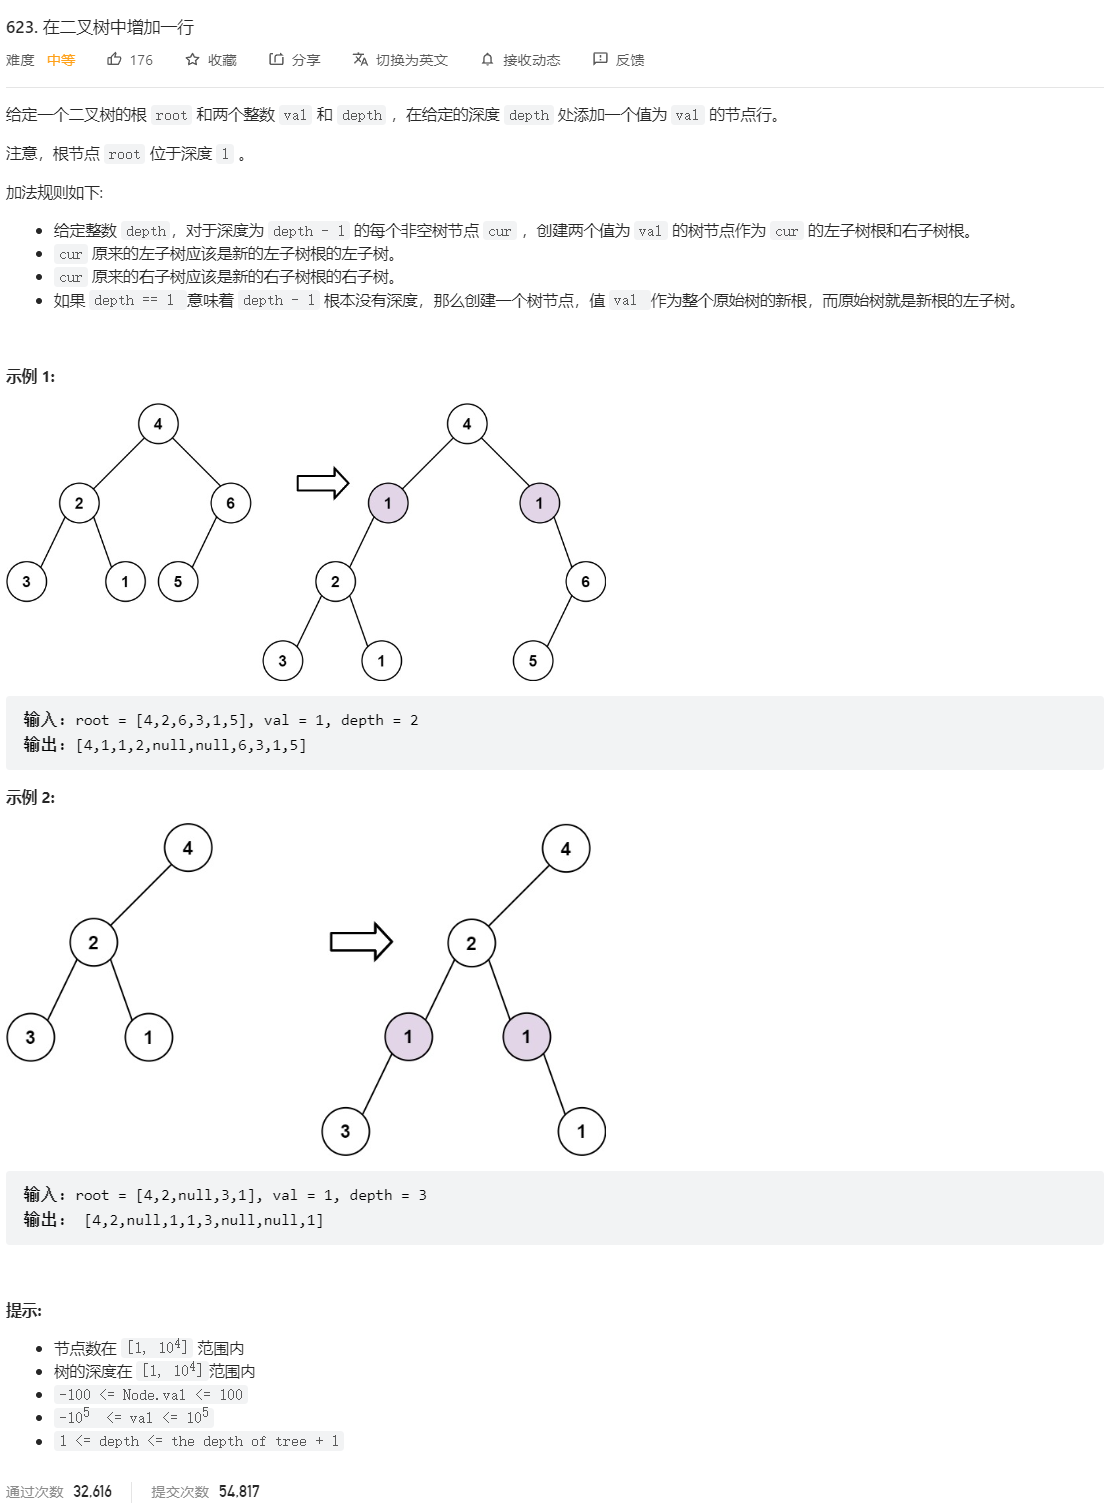 623. 在二叉树中增加一行
难度 中等 176 收藏 分享 切换为英文 接收动态 反馈
给定一个二叉树的根 root 和两个整数 val 和 depth ，在给定的深度 depth 处添加一个值为 val 的节点行。
注意，根节点 root 位于深度 1 。
加法规则如下:
给定整数 depth，对于深度为 depth - 1 的每个非空树节点 cur ，创建两个值为 val 的树节点作为 cur 的左子树根和右子树根。
cur 原来的左子树应该是新的左子树根的左子树。
cur 原来的右子树应该是新的右子树根的右子树。
如果 depth == 1 意味着 depth - 1 根本没有深度，那么创建一个树节点，值 val 作为整个原始树的新根，而原始树就是新根的左子树。
示例 1:
4 4
2 6 1 1
3 1 5 2 6
3 1 5
输入：root = [4,2,6,3,1,5], val = 1, depth = 2
输出：[4,1,1,2,null,null,6,3,1,5]
示例 2:
4 4
2 2
3 1 1 1
3 1
输入：root = [4,2,null,3,1], val = 1, depth = 3
输出： [4,2,null,1,1,3,null,null,1]
提示:
节点数在 [1, 10⁴] 范围内
树的深度在 [1, 10⁴] 范围内
-100 <= Node.val <= 100
-10⁵ <= val <= 10⁵
1 <= depth <= the depth of tree + 1
通过次数 32,616 提交次数 54,817